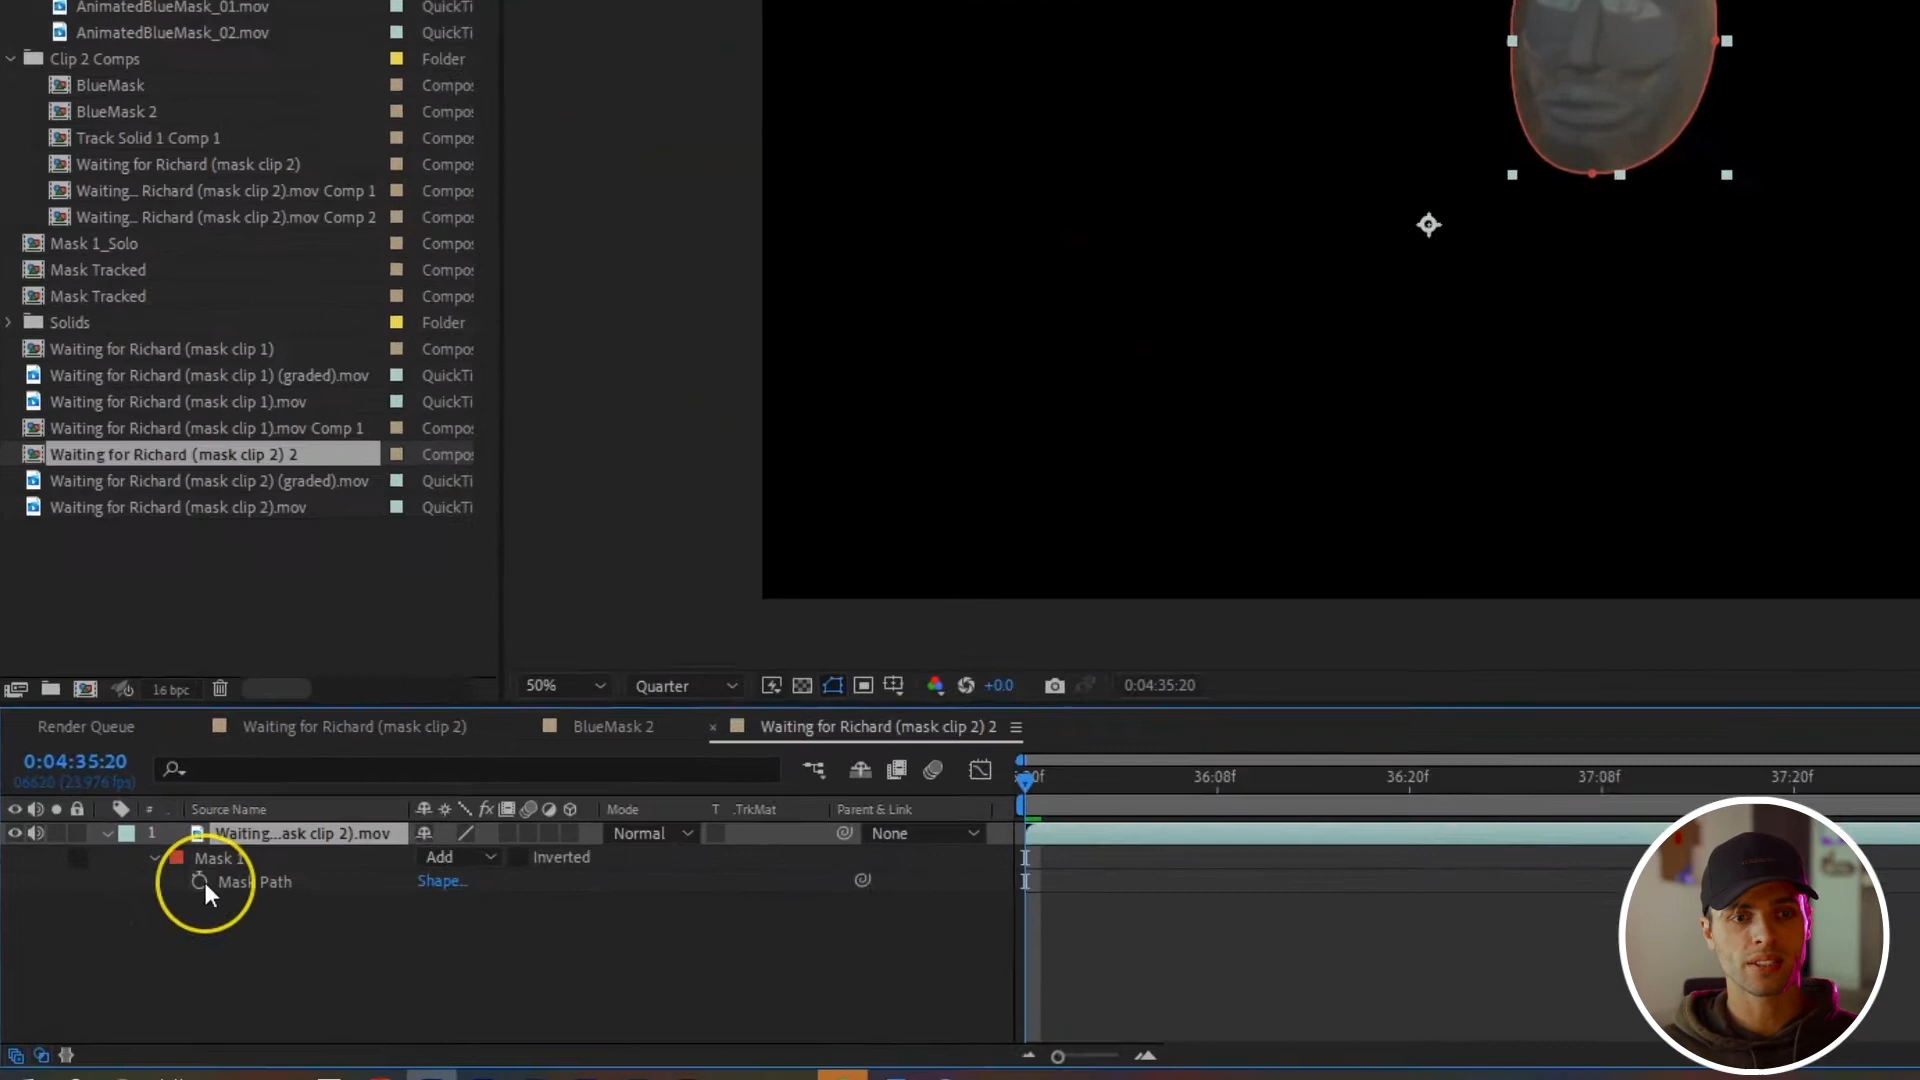 AnimatedBlueMask_01.mov QuickTi
AnimatedBlueMask_02.mov QuickTi
Clip 2 Comps Folder
BlueMask Compo
BlueMask 2 Compo
Track Solid 1 Comp 1 Compo
Waiting for Richard (mask clip 2) Compo
Waiting... Richard (mask clip 2).mov Comp 1 Compo
Waiting... Richard (mask clip 2).mov Comp 2 Compo
Mask 1_Solo Compo
Mask Tracked Compo
Mask Tracked Compo
Solids Folder
Waiting for Richard (mask clip 1) Compo
Waiting for Richard (mask clip 1) (graded).mov QuickTi
Waiting for Richard (mask clip 1).mov QuickTi
Waiting for Richard (mask clip 1).mov Comp 1 Compo
Waiting for Richard (mask clip 2) 2 Compo
Waiting for Richard (mask clip 2) (graded).mov QuickTi
Waiting for Richard (mask clip 2).mov QuickTi
16 bpc 50% Quarter +0.0 0:04:35:20
Render Queue Waiting for Richard (mask clip 2) BlueMask 2 × Waiting for Richard (mask clip 2) 2
0:04:35:20
06620 (23.976 fps)
36:08f 36:20f 37:08f 37:20f
# Source Name fx Mode T .TrkMat Parent & Link
1 Waiting...ask clip 2).mov Normal None
Mask 1 Add Inverted
Mask Path Shape...